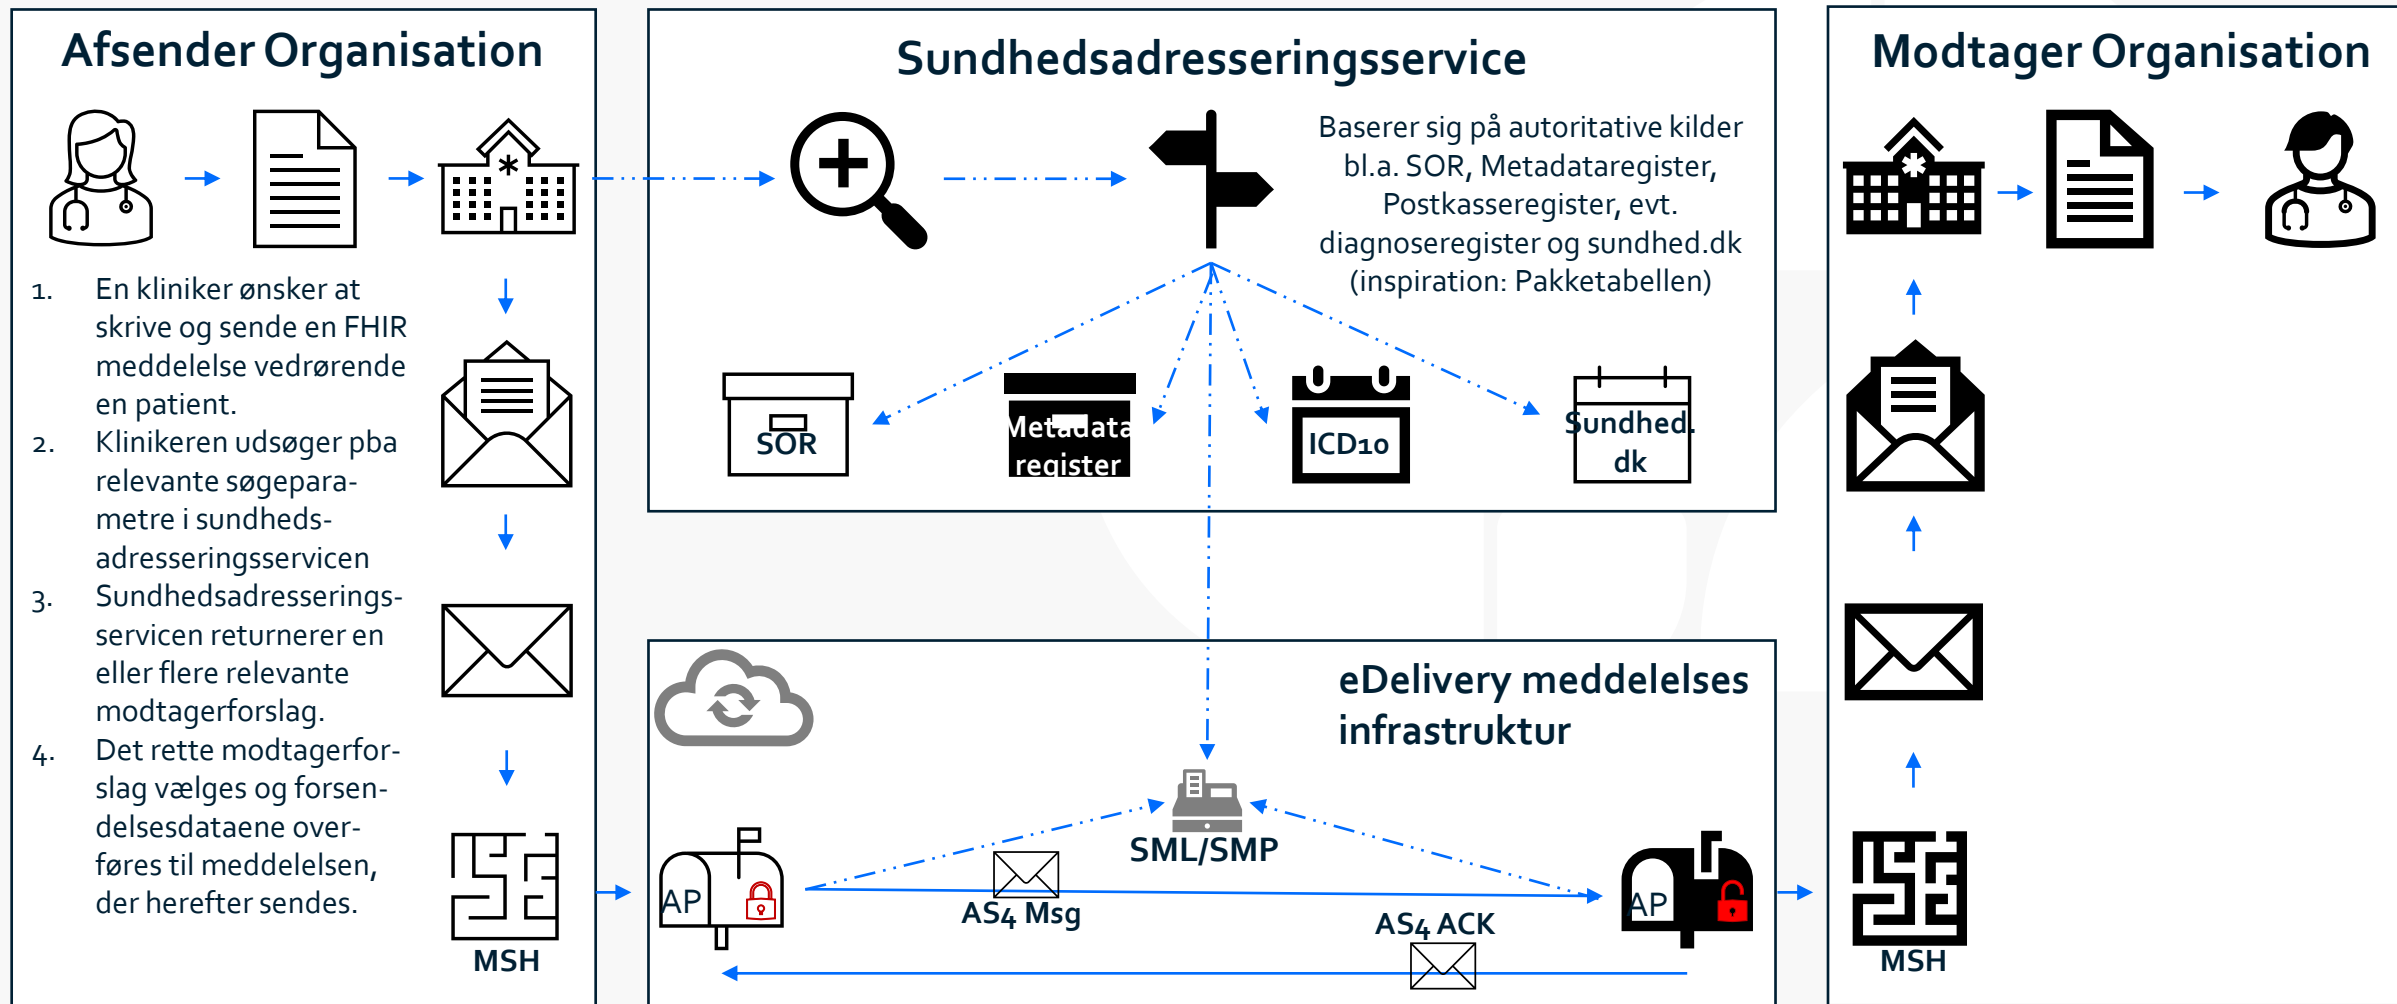 Afsender Organisation
1. En kliniker ønsker at
skrive og sende en FHIR
meddelelse vedrørende
en patient.
2. Klinikeren udsøger pba
relevante søgepara-
metre i sundheds-
adresseringsservicen
3. Sundhedsadresserings-
servicen returnerer en
eller flere relevante
modtagerforslag.
4. Det rette modtagerfor-
slag vælges og forsen-
delsesdataene over-
føres til meddelelsen,
der herefter sendes.
MSH
Sundhedsadresseringsservice
Baserer sig på autoritative kilder
bl.a. SOR, Metadataregister,
Postkasseregister, evt.
diagnoseregister og sundhed.dk
(inspiration: Pakketabellen)
SOR
Metadata
register
ICD10
Sundhed.
dk
eDelivery meddelelses
infrastruktur
SML/SMP
AP
AS4 Msg
AS4 ACK
AP
Modtager Organisation
MSH